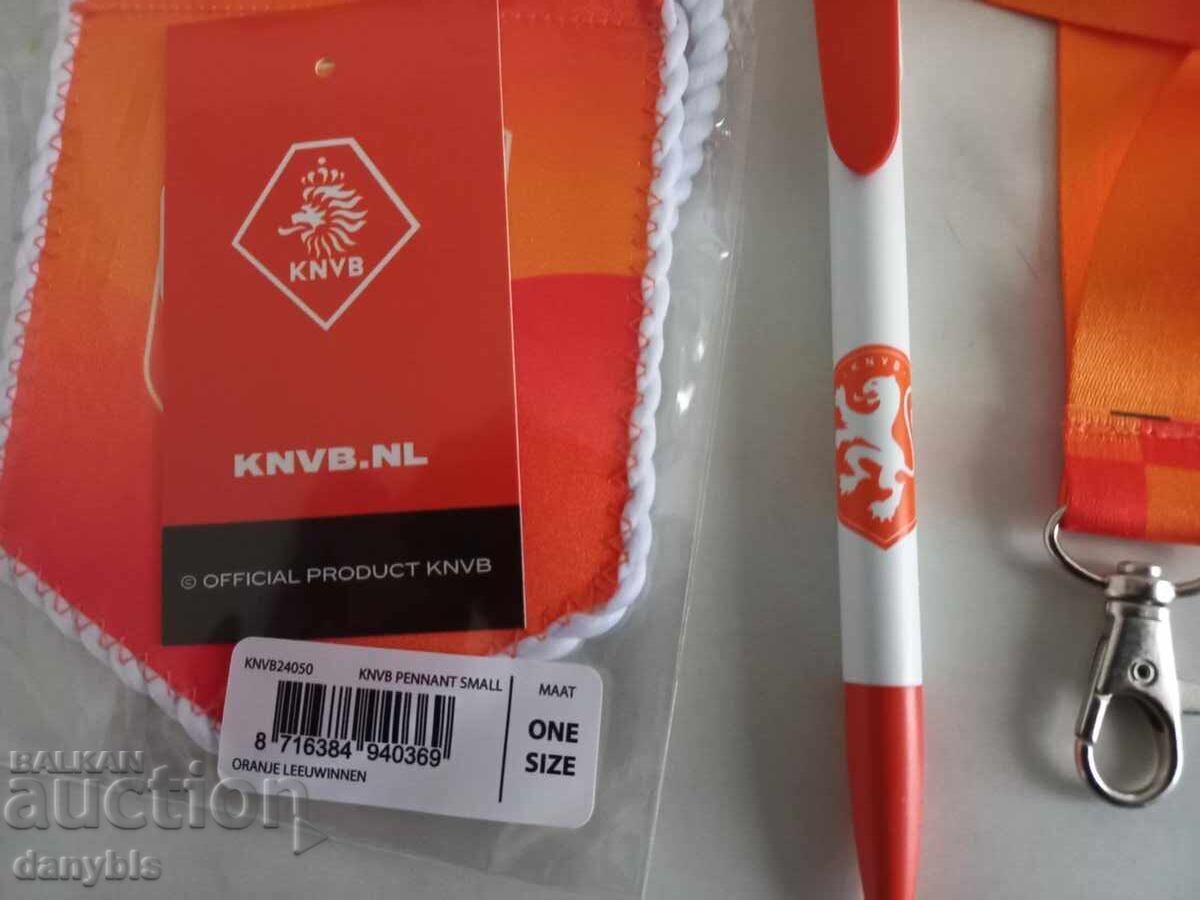 KNVB
KNVB.NL
© OFFICIAL PRODUCT KNVB
KNVB24050 KNVB PENNANT SMALL
8 716384 940369
ORANJE LEEUWINNEN
MAAT
ONE
SIZE
KNVB
BALKAN
auction
danybls